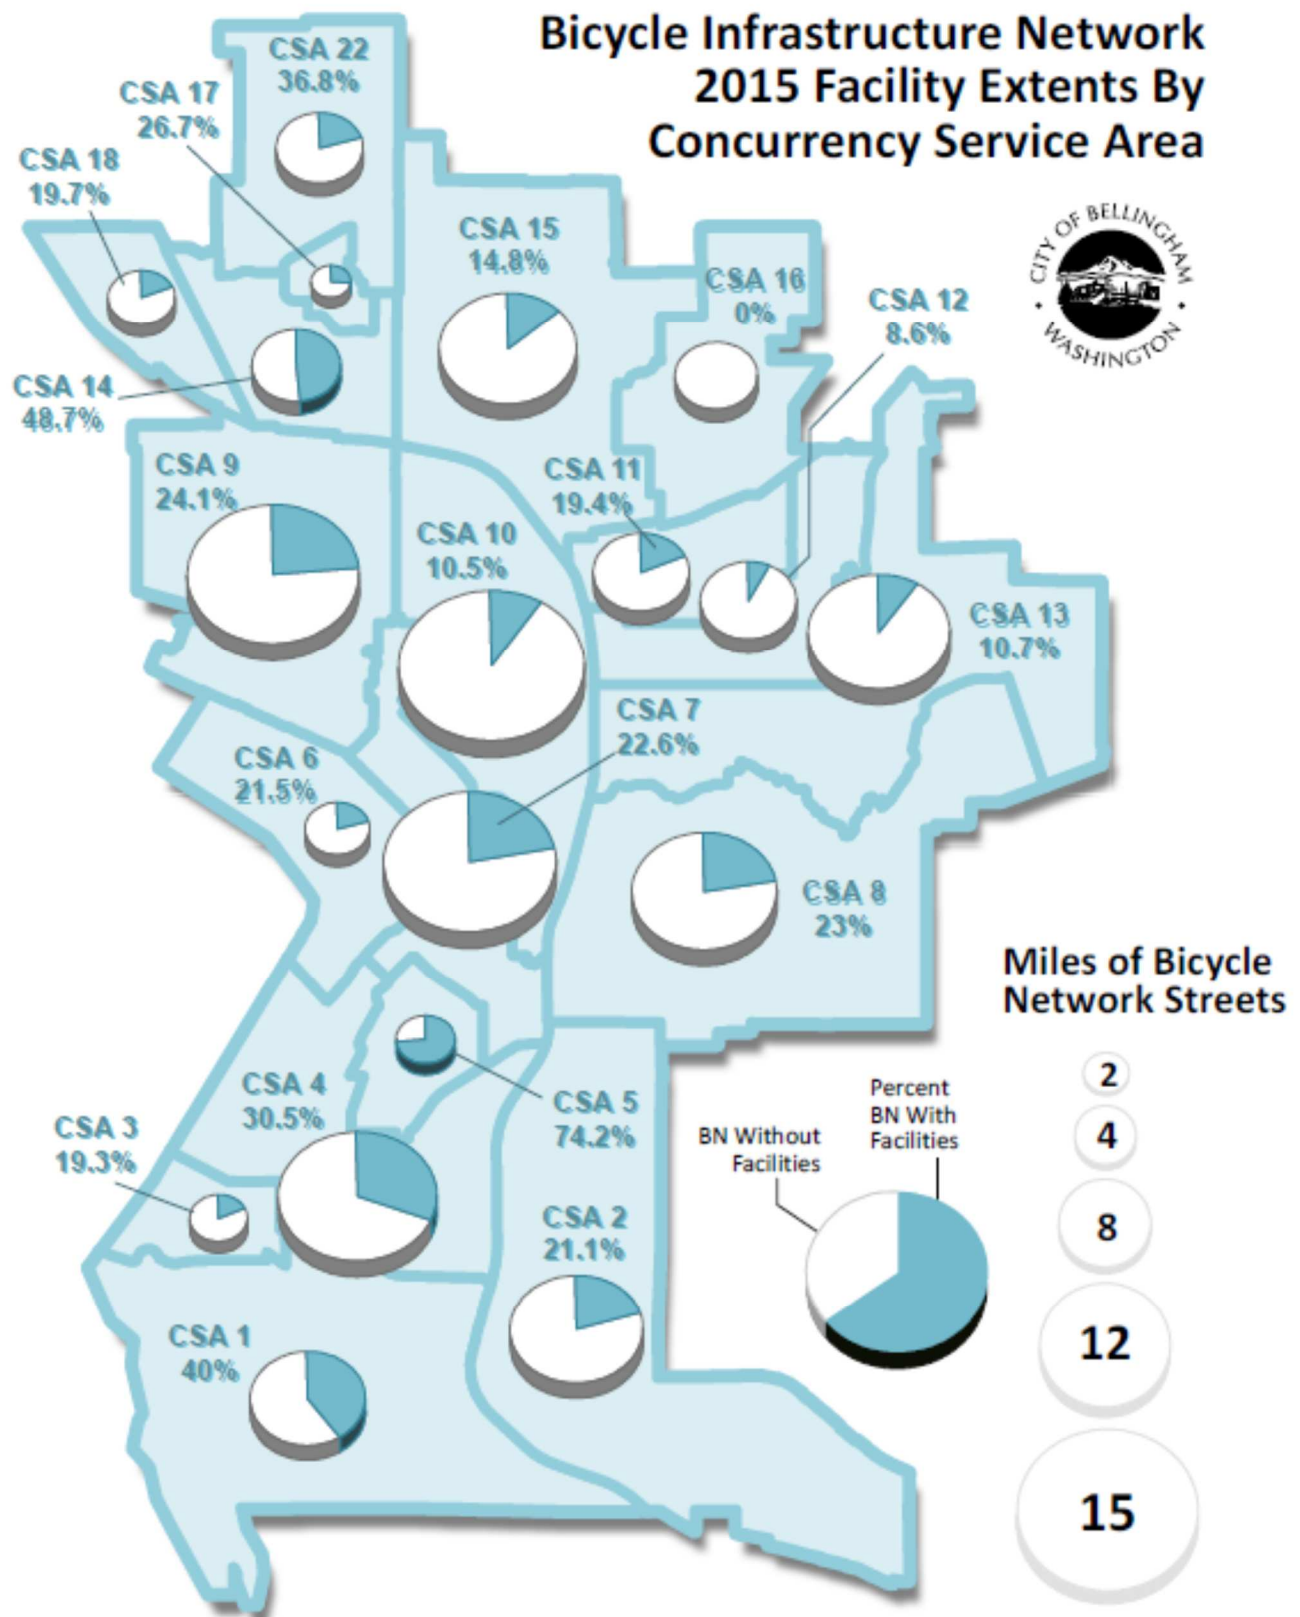 Bicycle Infrastructure Network
2015 Facility Extents By
Concurrency Service Area
CITY OF BELLINGHAM
• WASHINGTON •
CSA 22
36.8%
CSA 17
26.7%
CSA 18
19.7%
CSA 15
14.8%
CSA 16
0%
CSA 12
8.6%
CSA 14
48.7%
CSA 9
24.1%
CSA 11
19.4%
CSA 10
10.5%
CSA 13
10.7%
CSA 7
22.6%
CSA 6
21.5%
CSA 8
23%
CSA 4
30.5%
CSA 5
74.2%
CSA 3
19.3%
CSA 2
21.1%
CSA 1
40%
Miles of Bicycle
Network Streets
2
4
8
12
15
Percent
BN With
Facilities
BN Without
Facilities